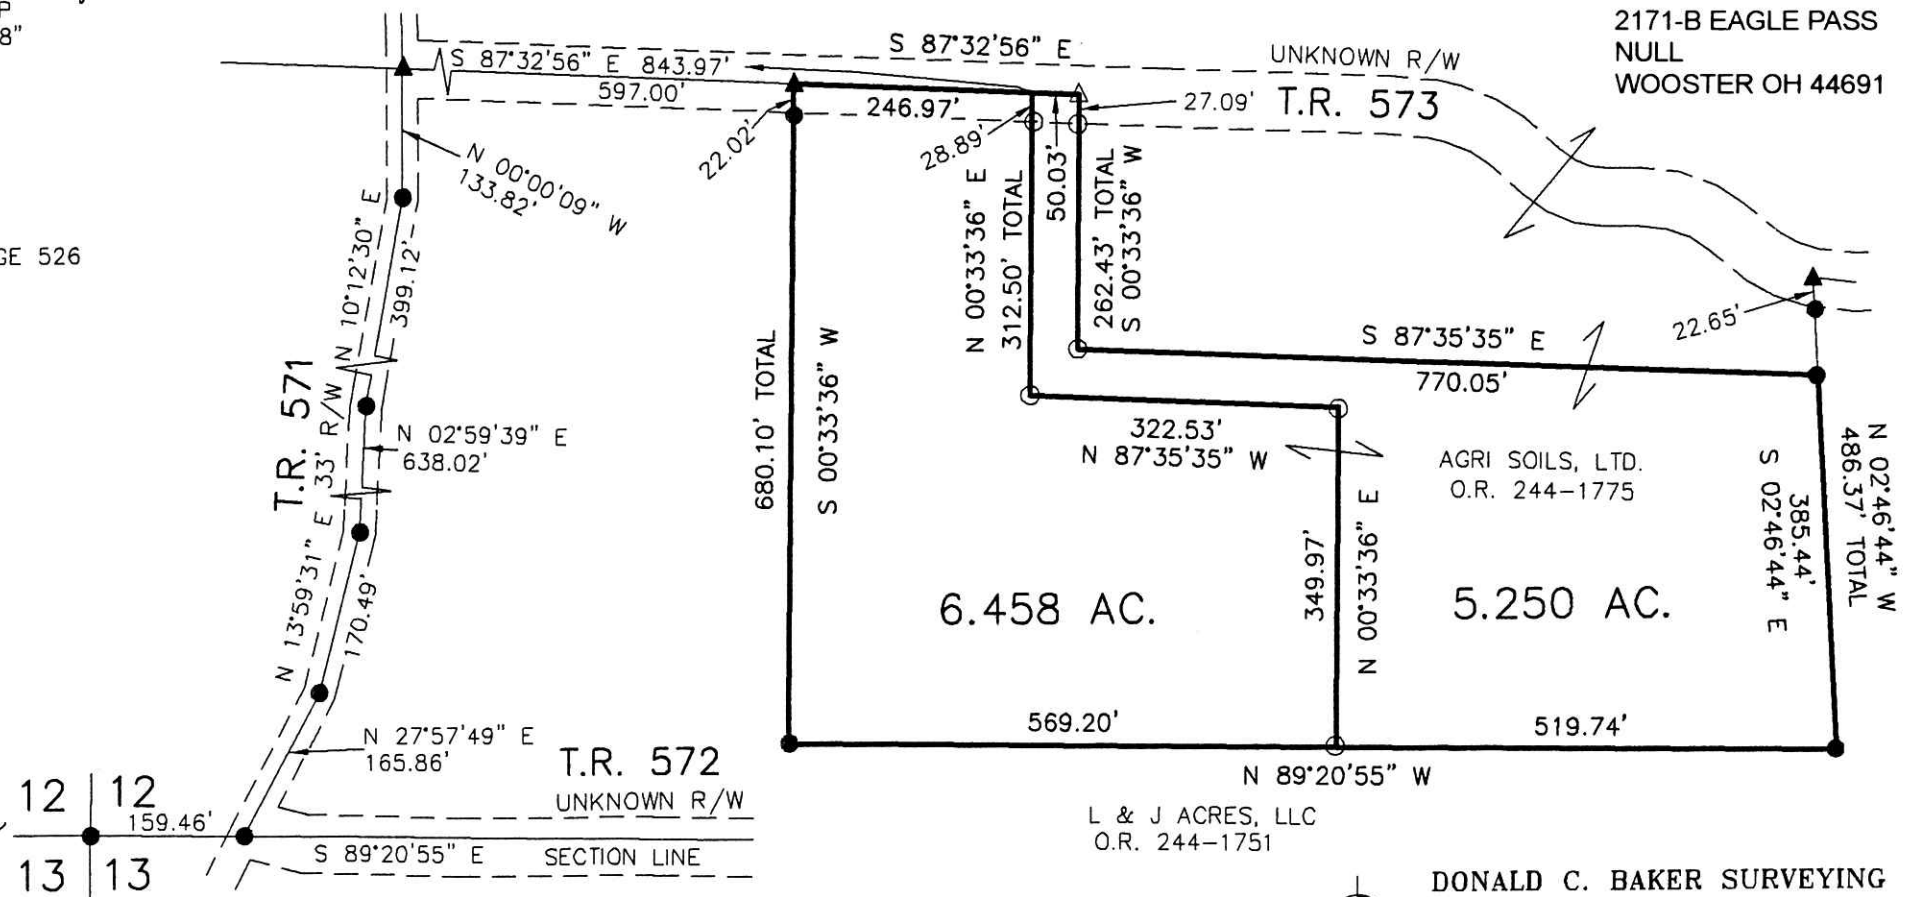 P
8"
2171-B EAGLE PASS
NULL
WOOSTER OH 44691
S 87°32'56" E
UNKNOWN R/W
S 87°32'56" E 843.97'
597.00'
246.97'
27.09'
T.R. 573
22.02'
28.89'
50.03'
N 00°00'09" W
133.82'
N 00°33'36" E
312.50' TOTAL
262.43' TOTAL
S 00°33'36" W
GE 526
N 10°12'30" E
399.12'
22.65'
S 87°35'35" E
770.05'
T.R. 571
33' R/W
680.10' TOTAL
S 00°33'36" W
322.53'
N 87°35'35" W
N 02°59'39" E
638.02'
AGRI SOILS, LTD.
O.R. 244-1775
N 02°46'44" W
486.37' TOTAL
385.44'
S 02°46'44" E
349.97'
N 00°33'36" E
N 13°59'31" E
170.49'
6.458 AC.
5.250 AC.
N 27°57'49" E
165.86'
569.20'
519.74'
T.R. 572
UNKNOWN R/W
N 89°20'55" W
12 12
159.46'
L & J ACRES, LLC
O.R. 244-1751
S 89°20'55" E
SECTION LINE
13 13
DONALD C. BAKER SURVEYING